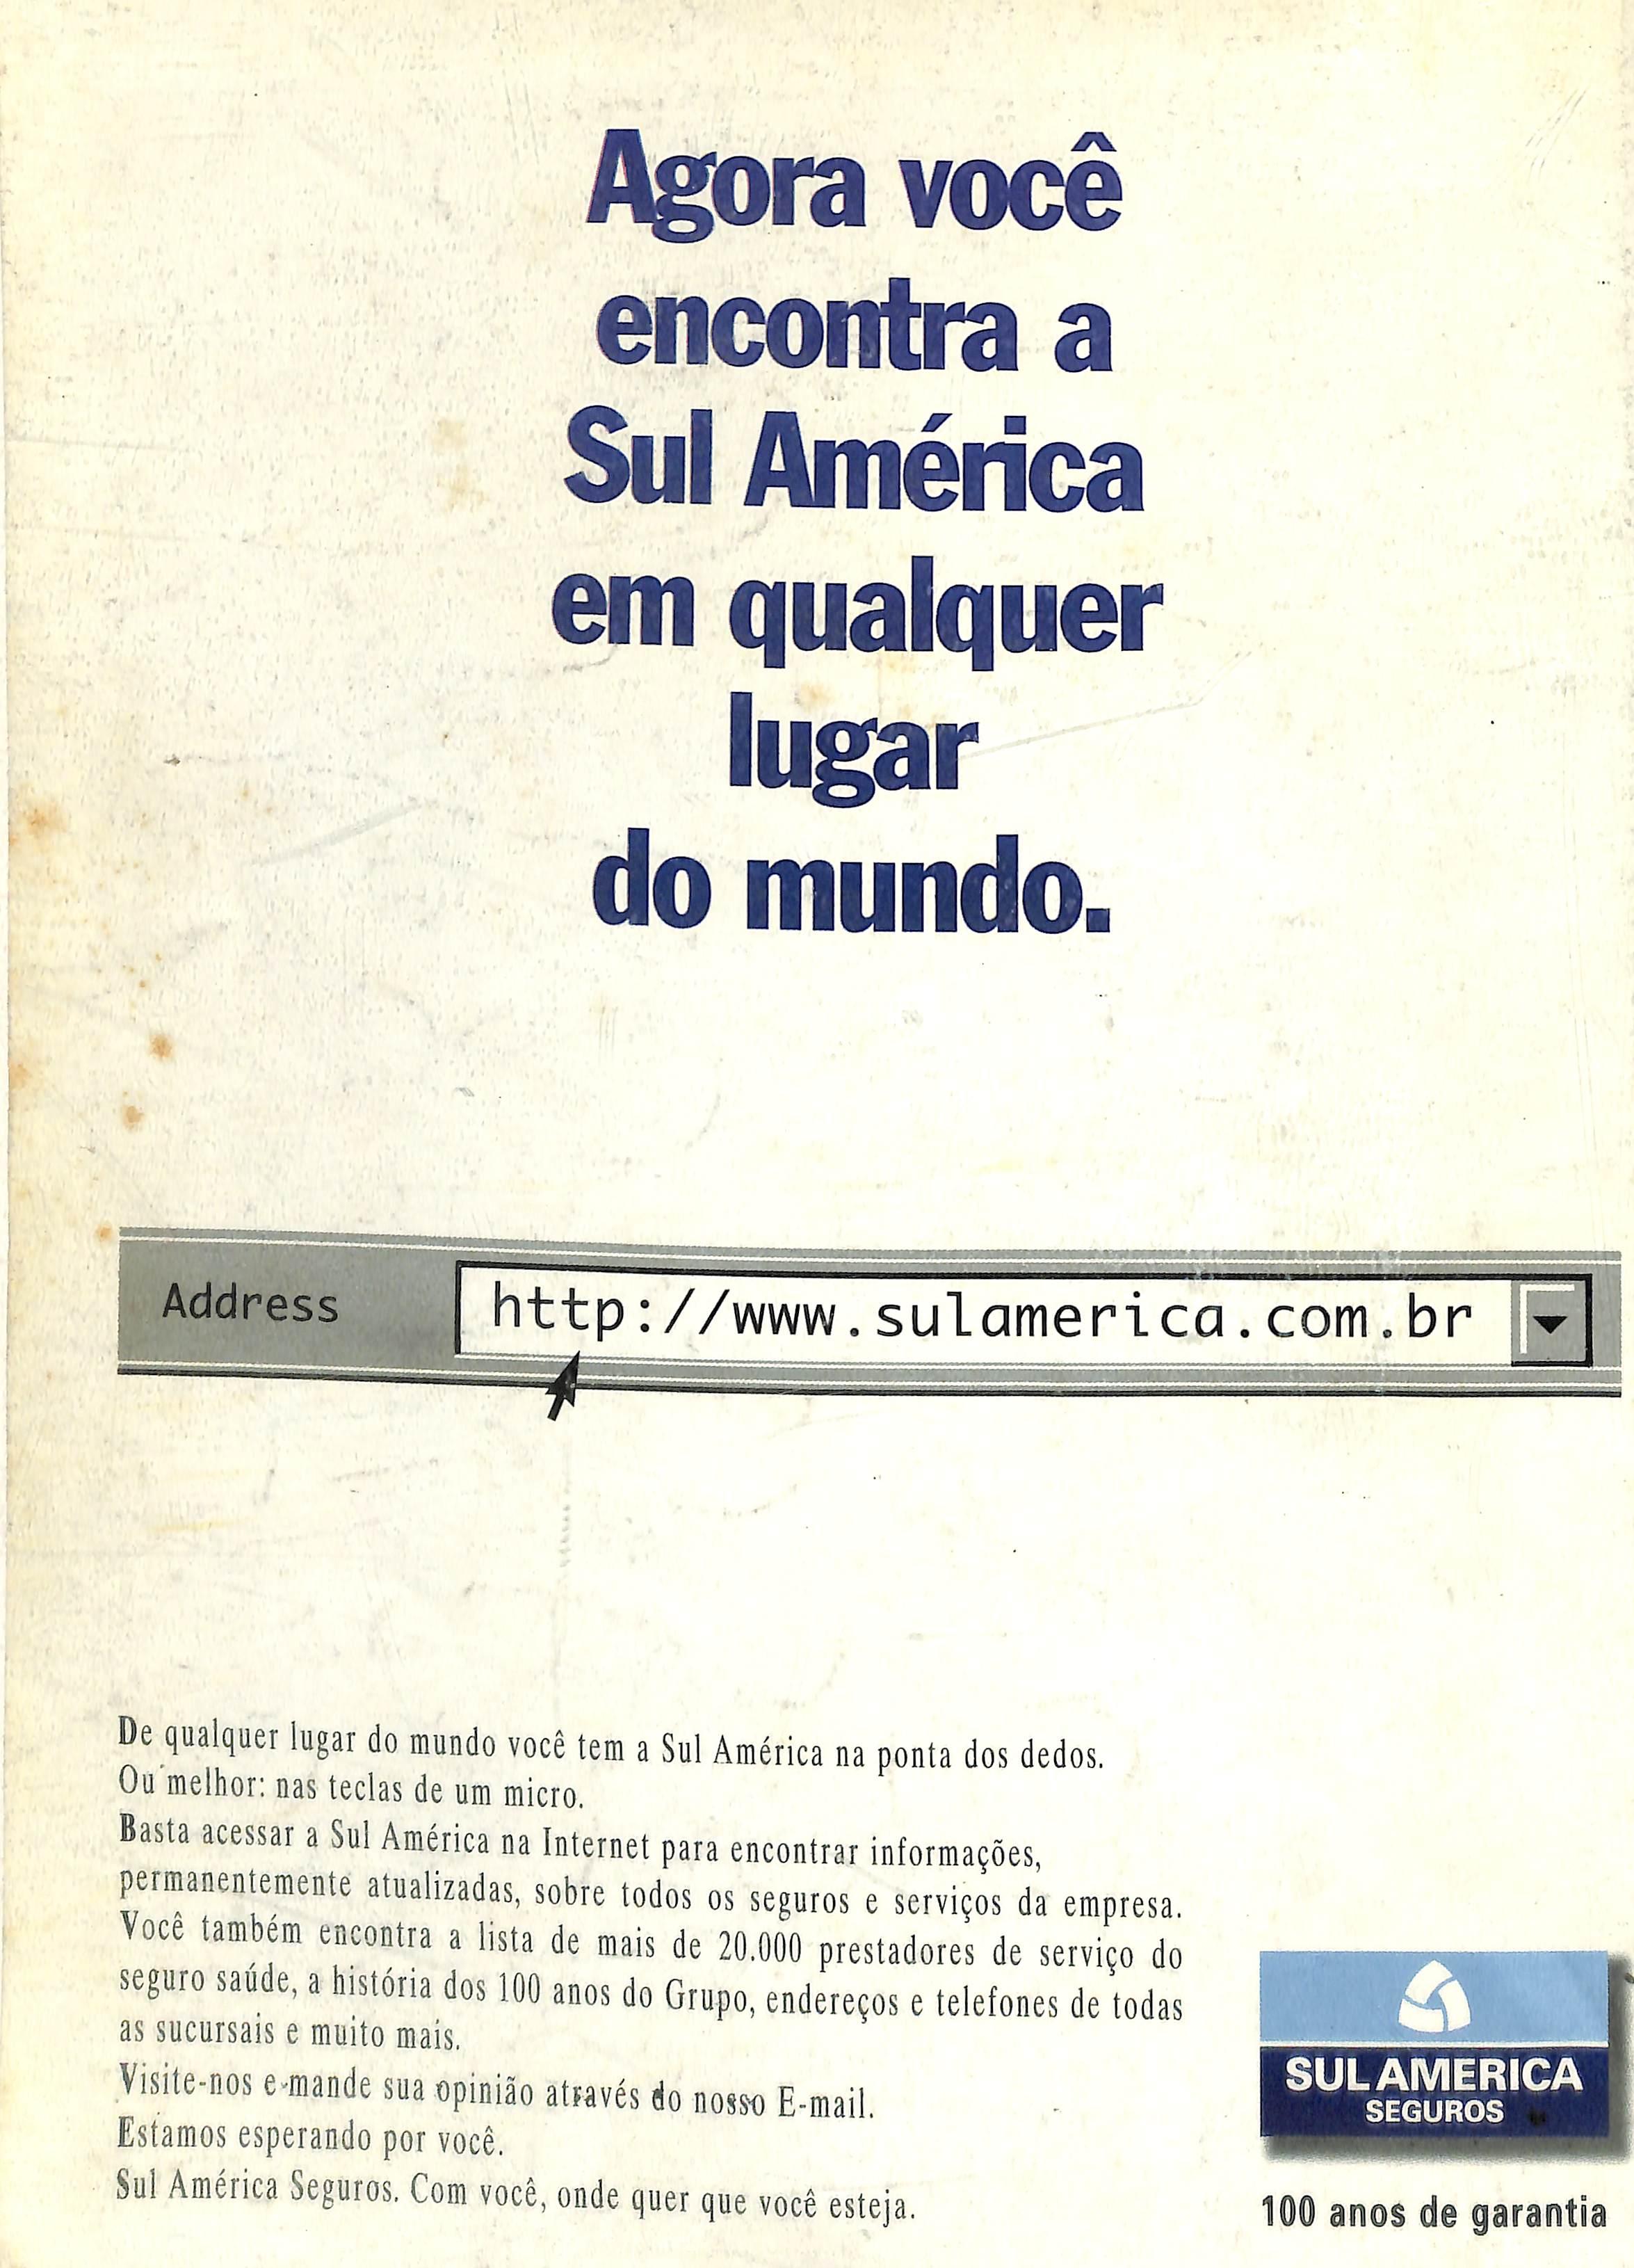 Agora você
encontra a
Sul América
em qualquer
lugar
do mundo.
Address http://www.sulamerica.com.br
De qualquer lugar do mundo você tem a Sul América na ponta dos dedos.
Ou melhor: nas teclas de um micro.
Basta acessar a Sul América na Internet para encontrar informações,
permanentemente atualizadas, sobre todos os seguros e serviços da empresa.
Você também encontra a lista de mais de 20.000 prestadores de serviço do
seguro saúde, a história dos 100 anos do Grupo, endereços e telefones de todas
as sucursais e muito mais.
Visite-nos e mande sua opinião através do nosso E-mail.
Estamos esperando por você.
Sul América Seguros. Com você, onde quer que você esteja.
SUL AMERICA
SEGUROS
100 anos de garantia